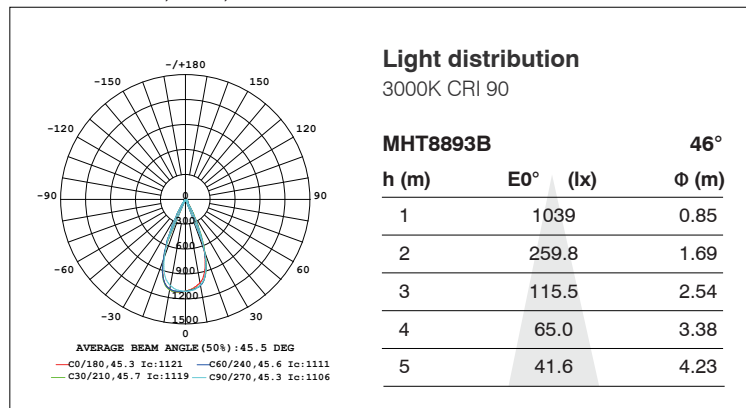 -/+180
-150 150
-120 120
-90 90
-60 60
-30 30
0
0
300
600
900
1200
1500
AVERAGE BEAM ANGLE(50%):45.5 DEG
C0/180,45.3 Ic:1121 C60/240,45.6 Ic:1111
C30/210,45.7 Ic:1119 C90/270,45.3 Ic:1106
Light distribution
3000K CRI 90
MHT8893B 46°
h (m) E0° (lx) Φ (m)
1 1039 0.85
2 259.8 1.69
3 115.5 2.54
4 65.0 3.38
5 41.6 4.23